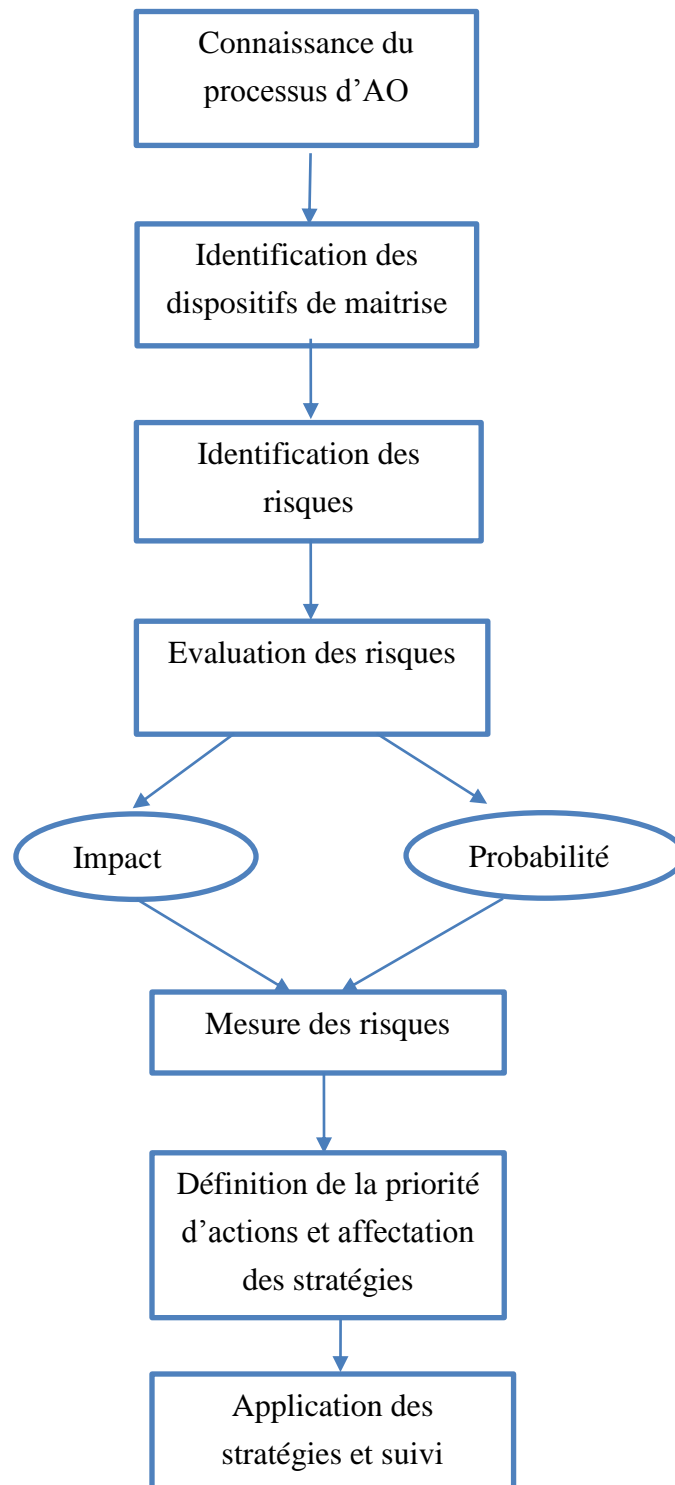 Connaissance du
processus d’AO
Identification des
dispositifs de maitrise
Identification des
risques
Evaluation des risques
Impact
Probabilité
Mesure des risques
Définition de la priorité
d’actions et affectation
des stratégies
Application des
stratégies et suivi